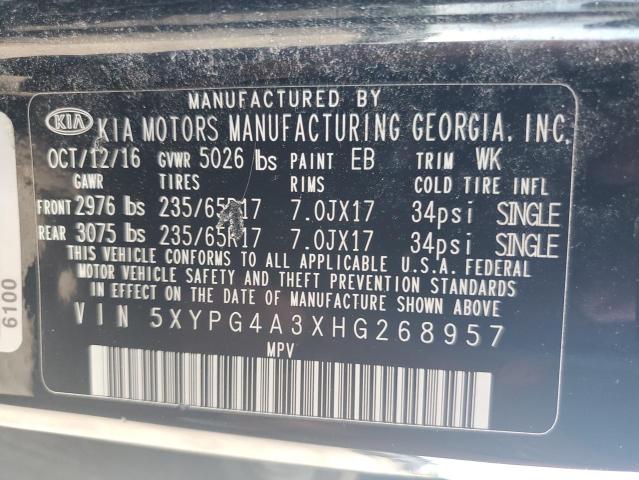 MANUFACTURED BY
KIA KIA MOTORS MANUFACTURING GEORGIA, INC.
OCT/12/16 GVWR 5026 lbs PAINT EB TRIM WK
GAWR TIRES RIMS COLD TIRE INFL
FRONT 2976 lbs 235/65R17 7.0JX17 34psi SINGLE
REAR 3075 lbs 235/65R17 7.0JX17 34psi SINGLE
THIS VEHICLE CONFORMS TO ALL APPLICABLE U.S.A. FEDERAL
MOTOR VEHICLE SAFETY AND THEFT PREVENTION STANDARDS
IN EFFECT ON THE DATE OF MANUFACTURE SHOWN ABOVE.
VIN 5XYPG4A3XHG268957
MPV
6100